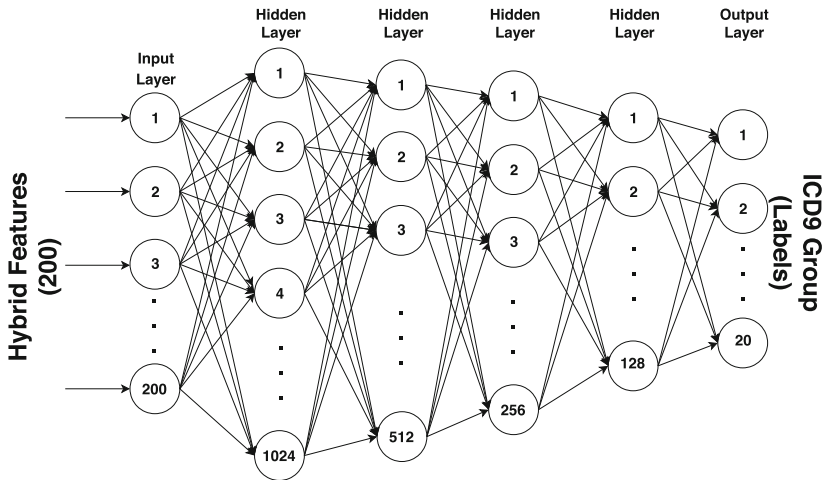 Hybrid Features
(200)
Input
Layer
1
2
3
200
Hidden
Layer
1
2
3
4
1024
Hidden
Layer
1
2
3
512
Hidden
Layer
1
2
3
256
Hidden
Layer
1
2
128
Output
Layer
1
2
20
ICD9 Group
(Labels)